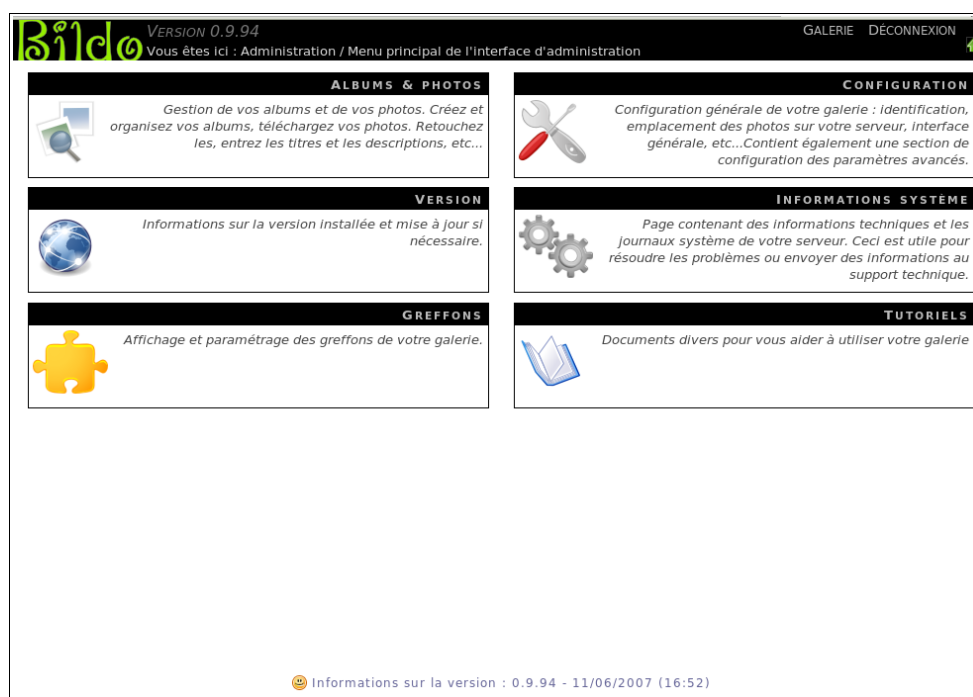 Bildo VERSION 0.9.94
GALERIE DÉCONNEXION
Vous êtes ici : Administration / Menu principal de l'interface d'administration
ALBUMS & PHOTOS
Gestion de vos albums et de vos photos. Créez et
organisez vos albums, téléchargez vos photos. Retouchez
les, entrez les titres et les descriptions, etc...
CONFIGURATION
Configuration générale de votre galerie : identification,
emplacement des photos sur votre serveur, interface
générale, etc...Contient également une section de
configuration des paramètres avancés.
VERSION
Informations sur la version installée et mise à jour si
nécessaire.
INFORMATIONS SYSTÈME
Page contenant des informations techniques et les
journaux système de votre serveur. Ceci est utile pour
résoudre les problèmes ou envoyer des informations au
support technique.
GREFFONS
Affichage et paramétrage des greffons de votre galerie.
TUTORIELS
Documents divers pour vous aider à utiliser votre galerie
Informations sur la version : 0.9.94 - 11/06/2007 (16:52)